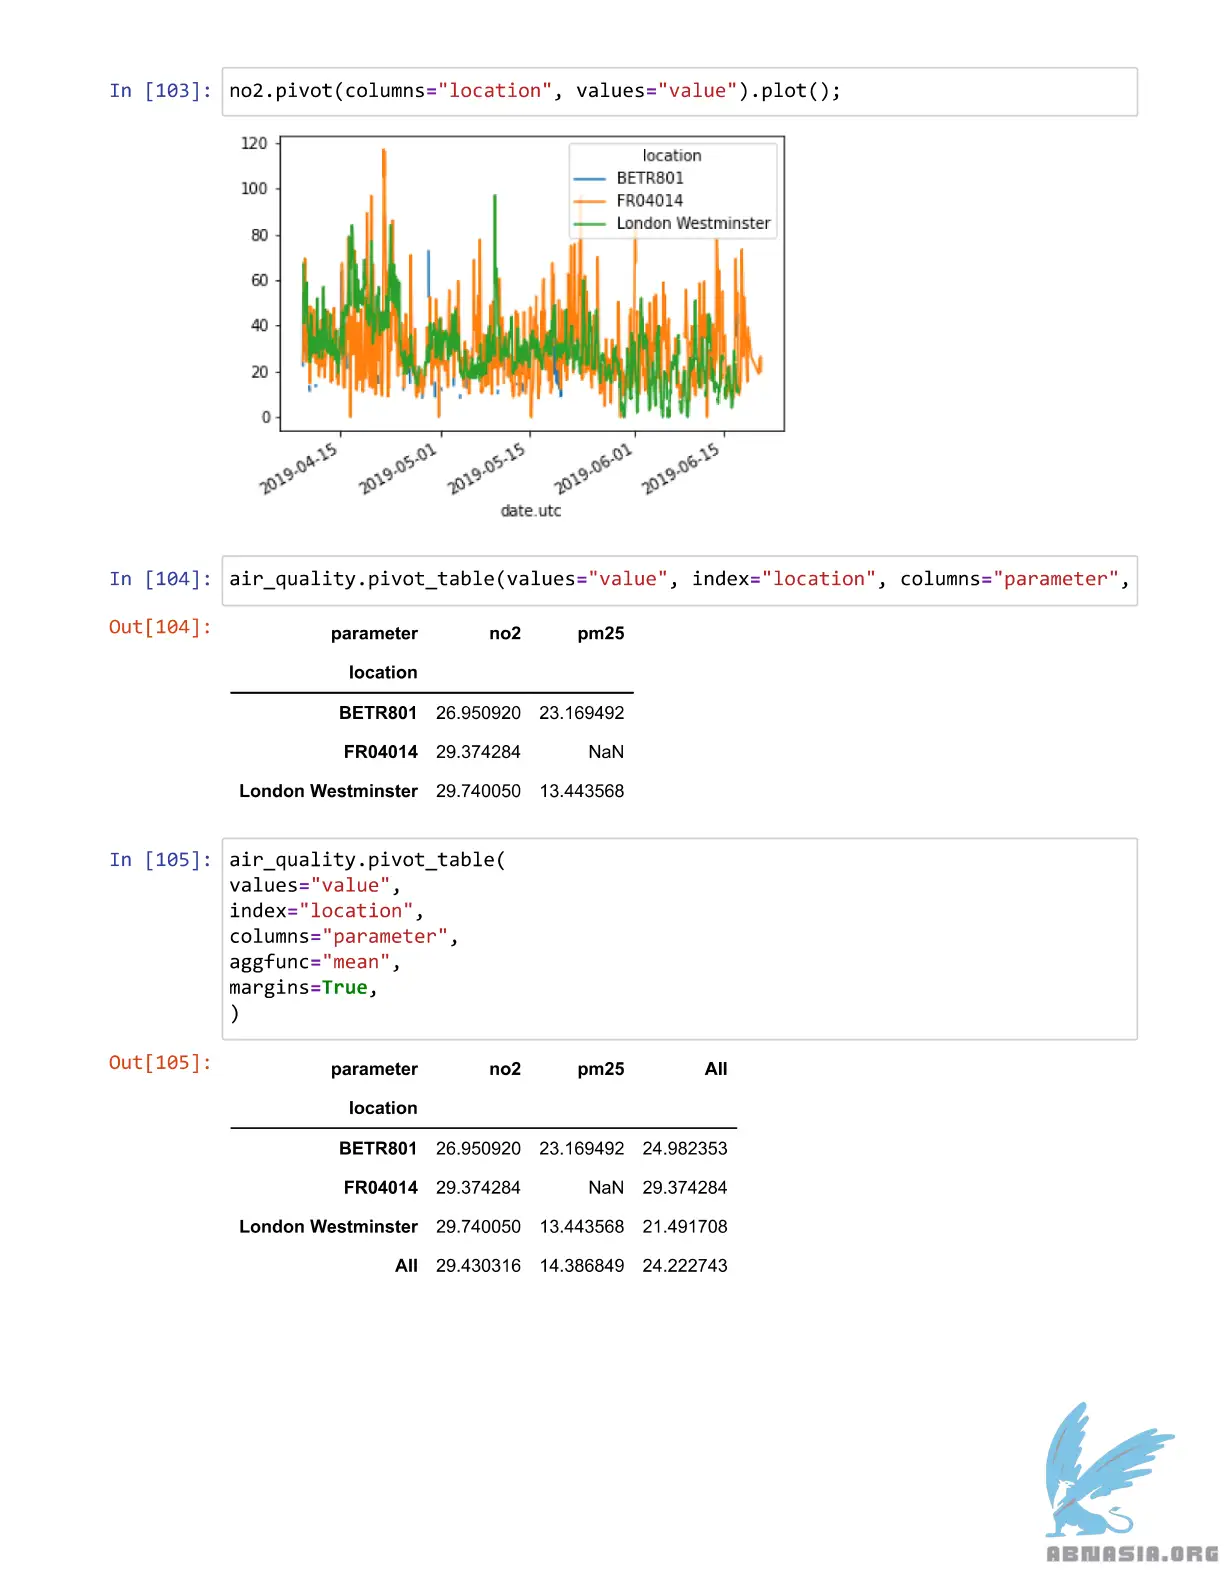 In [103]: no2.pivot(columns="location", values="value").plot();
location
BETR801
FR04014
London Westminster
120
100
80
60
40
20
0
2019-04-15 2019-05-01 2019-05-15 2019-06-01 2019-06-15
date.utc
In [104]: air_quality.pivot_table(values="value", index="location", columns="parameter",
Out[104]:
parameter no2 pm25
location
BETR801 26.950920 23.169492
FR04014 29.374284 NaN
London Westminster 29.740050 13.443568
In [105]: air_quality.pivot_table(
values="value",
index="location",
columns="parameter",
aggfunc="mean",
margins=True,
)
Out[105]:
parameter no2 pm25 All
location
BETR801 26.950920 23.169492 24.982353
FR04014 29.374284 NaN 29.374284
London Westminster 29.740050 13.443568 21.491708
All 29.430316 14.386849 24.222743
ABNASIA.ORG